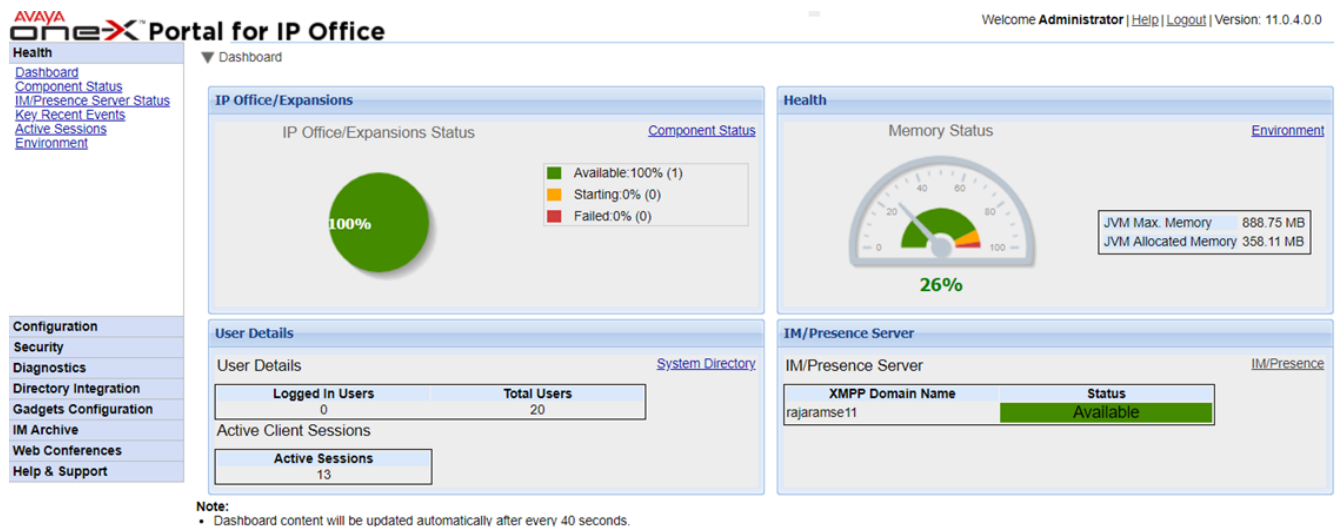 AVAYA
one-X™ Portal for IP Office
Welcome Administrator | Help | Logout | Version: 11.0.4.0.0
Health
Dashboard
Component Status
IM/Presence Server Status
Key Recent Events
Active Sessions
Environment
Configuration
Security
Diagnostics
Directory Integration
Gadgets Configuration
IM Archive
Web Conferences
Help & Support
Dashboard
IP Office/Expansions
IP Office/Expansions Status
Component Status
100%
Available:100% (1)
Starting:0% (0)
Failed:0% (0)
Health
Memory Status
Environment
0
20
40
60
80
100
26%
JVM Max. Memory 888.75 MB
JVM Allocated Memory 358.11 MB
User Details
User Details
System Directory
Logged In Users Total Users
0 20
Active Client Sessions
Active Sessions
13
IM/Presence Server
IM/Presence Server
IM/Presence
XMPP Domain Name Status
rajaramse11 Available
Note:
• Dashboard content will be updated automatically after every 40 seconds.